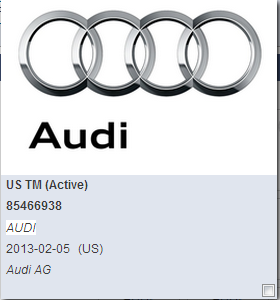 Audi
US TM (Active)
85466938
AUDI
2013-02-05 (US)
Audi AG